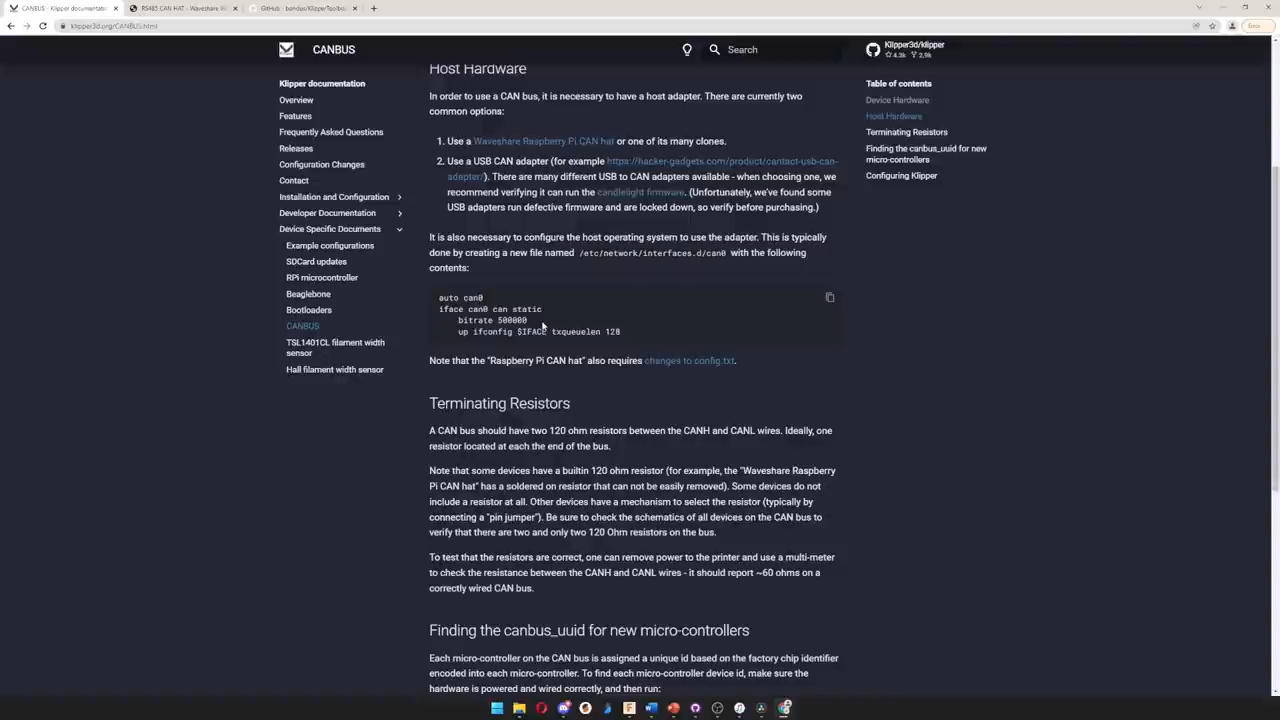 CANBUS - Klipper documentation
RS485 CAN HAT - Waveshare W
GitHub - bondus/KlipperToolbo
klipper3d.org/CANBUS.html
Error
CANBUS
Search
Klipper3d/klipper
4.3k 2.9k
Klipper documentation
Overview
Features
Frequently Asked Questions
Releases
Configuration Changes
Contact
Installation and Configuration
Developer Documentation
Device Specific Documents
Example configurations
SDCard updates
RPi microcontroller
Beaglebone
Bootloaders
CANBUS
TSL1401CL filament width
sensor
Hall filament width sensor
Host Hardware
In order to use a CAN bus, it is necessary to have a host adapter. There are currently two
common options:
1. Use a Waveshare Raspberry Pi CAN hat or one of its many clones.
2. Use a USB CAN adapter (for example https://hacker-gadgets.com/product/cantact-usb-can-
adapter/). There are many different USB to CAN adapters available - when choosing one, we
recommend verifying it can run the candlelight firmware. (Unfortunately, we've found some
USB adapters run defective firmware and are locked down, so verify before purchasing.)
It is also necessary to configure the host operating system to use the adapter. This is typically
done by creating a new file named /etc/network/interfaces.d/can0 with the following
contents:
auto can0
iface can0 can static
bitrate 500000
up ifconfig $IFACE txqueuelen 128
Note that the "Raspberry Pi CAN hat" also requires changes to config.txt.
Terminating Resistors
A CAN bus should have two 120 ohm resistors between the CANH and CANL wires. Ideally, one
resistor located at each the end of the bus.
Note that some devices have a builtin 120 ohm resistor (for example, the "Waveshare Raspberry
Pi CAN hat" has a soldered on resistor that can not be easily removed). Some devices do not
include a resistor at all. Other devices have a mechanism to select the resistor (typically by
connecting a "pin jumper"). Be sure to check the schematics of all devices on the CAN bus to
verify that there are two and only two 120 Ohm resistors on the bus.
To test that the resistors are correct, one can remove power to the printer and use a multi-meter
to check the resistance between the CANH and CANL wires - it should report ~60 ohms on a
correctly wired CAN bus.
Finding the canbus_uuid for new micro-controllers
Each micro-controller on the CAN bus is assigned a unique id based on the factory chip identifier
encoded into each micro-controller. To find each micro-controller device id, make sure the
hardware is powered and wired correctly, and then run:
Table of contents
Device Hardware
Host Hardware
Terminating Resistors
Finding the canbus_uuid for new
micro-controllers
Configuring Klipper